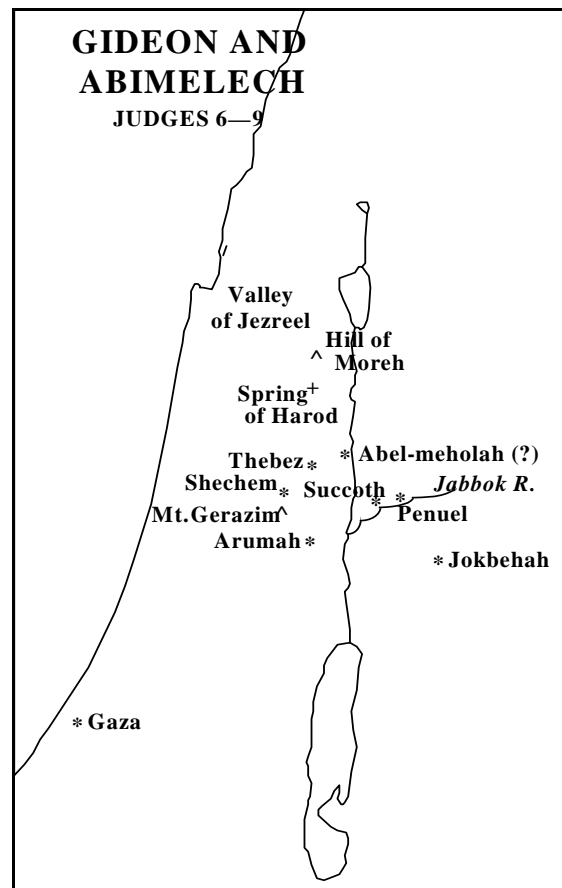 GIDEON AND
ABIMELECH
JUDGES 6—9
Valley
of Jezreel
Hill of
^ Moreh
Spring+
of Harod
* Abel-meholah (?)
Thebez *
Shechem * Succoth * * Jabbok R.
Mt.Gerazim^ Penuel
Arumah *
* Jokbehah
* Gaza